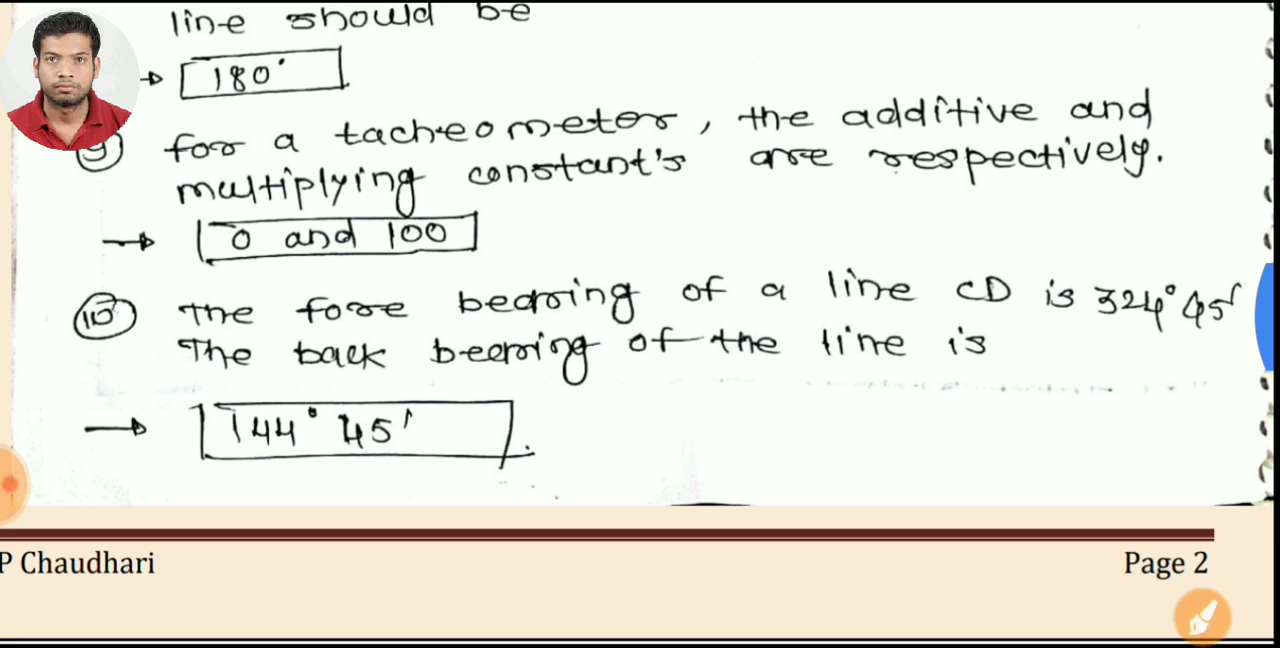 line should be
→ 180°
9) for a tacheometer, the additive and
multiplying constant's are respectively.
→ 0 and 100
10) The fore bearing of a line CD is 324° 45'
The back bearing of the line is
→ 144° 45'
P Chaudhari
Page 2